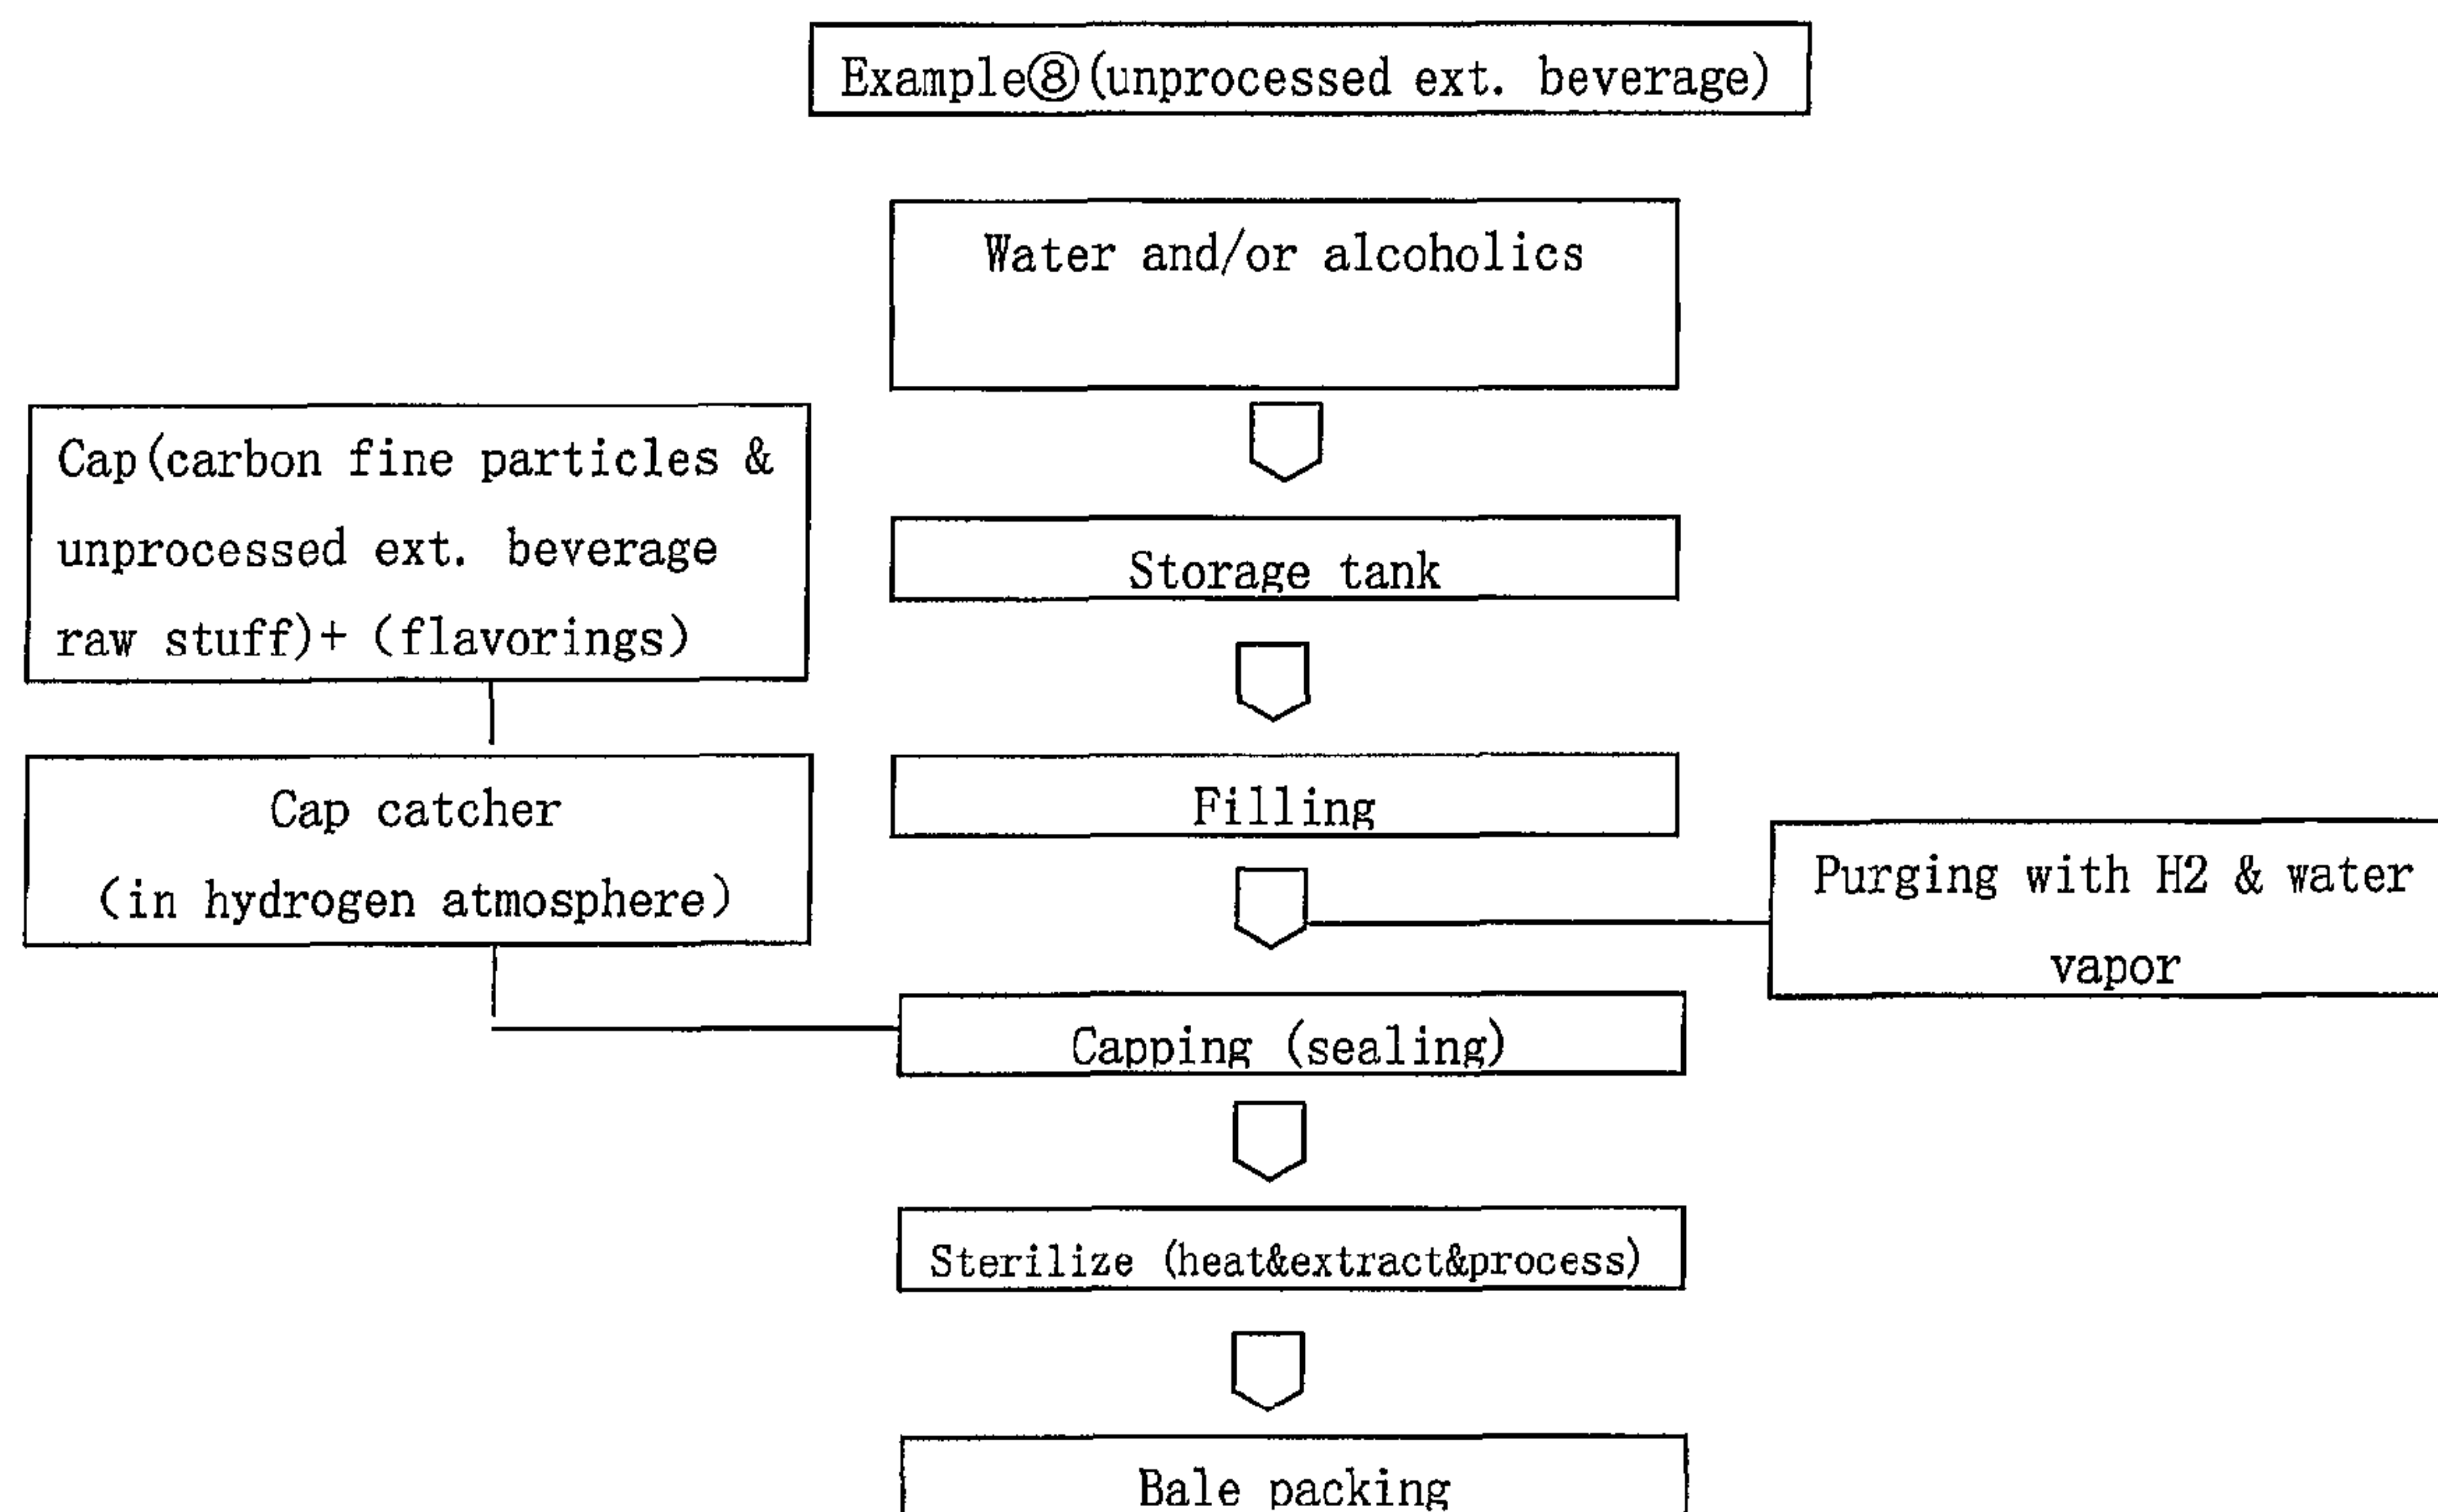 Example⑧(unprocessed ext. beverage)
Water and/or alcoholics
Cap(carbon fine particles &
unprocessed ext. beverage
raw stuff)+ (flavorings)
Storage tank
Cap catcher
(in hydrogen atmosphere)
Filling
Purging with H2 & water
vapor
Capping (sealing)
Sterilize (heat&extract&process)
Bale packing